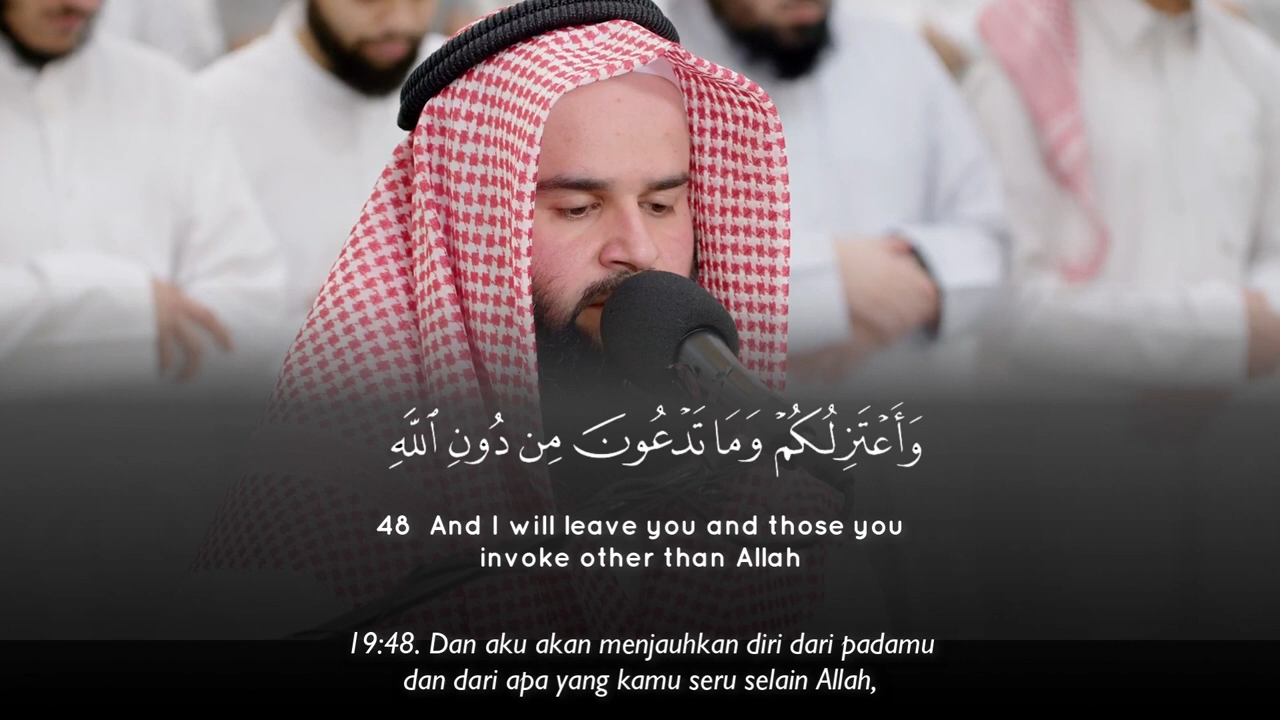 وَأَعۡتَزِلُكُمۡ وَمَا تَدۡعُونَ مِن دُونِ ٱللَّهِ
48 And I will leave you and those you
invoke other than Allah
19:48. Dan aku akan menjauhkan diri dari padamu
dan dari apa yang kamu seru selain Allah,